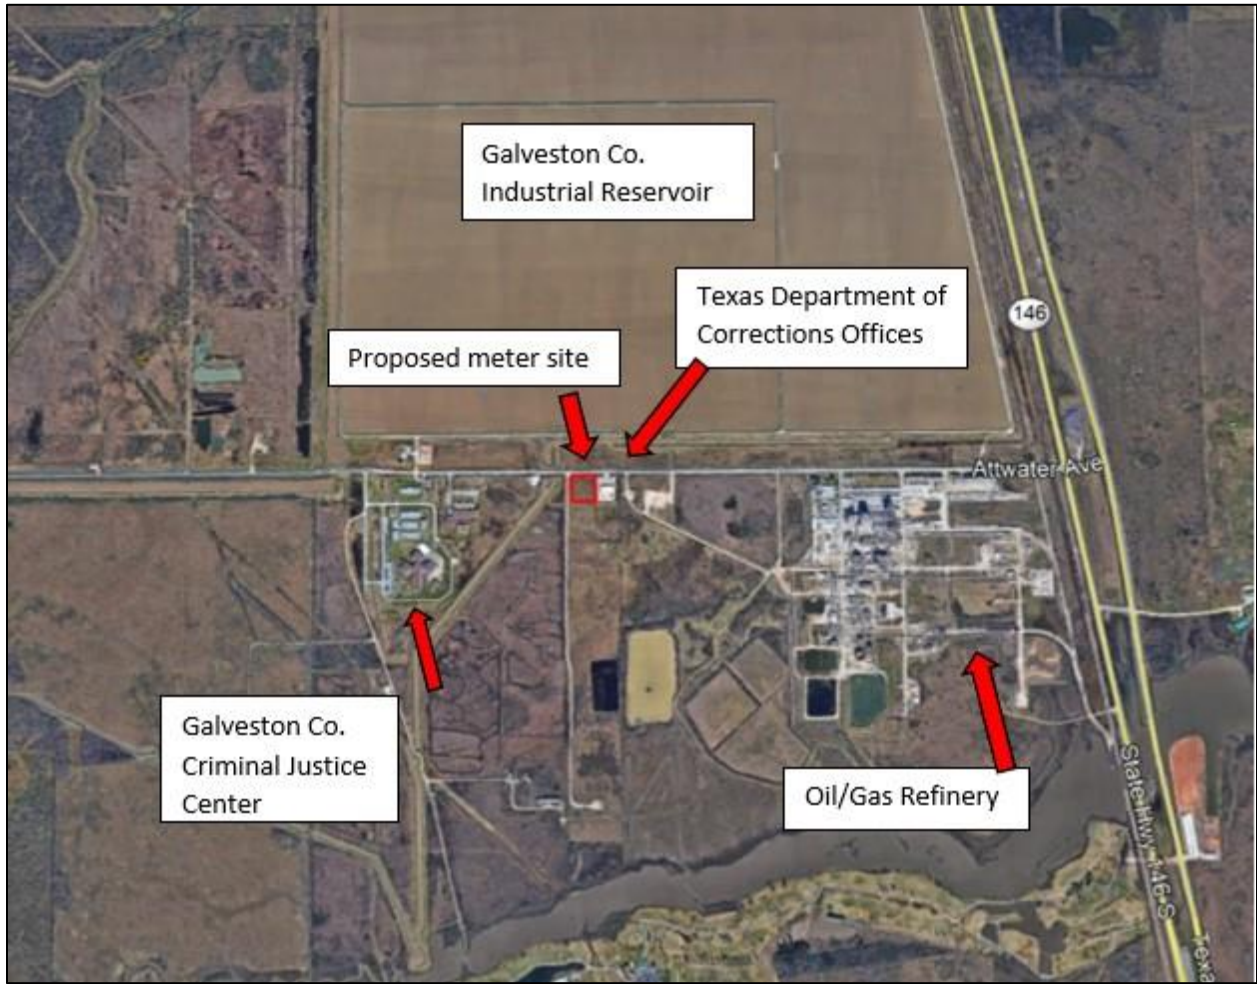 Galveston Co.
Industrial Reservoir
Texas Department of
Corrections Offices
146
Proposed meter site
Attwater Ave
Galveston Co.
Criminal Justice
Center
Oil/Gas Refinery
State Hwy 146 S
Texa